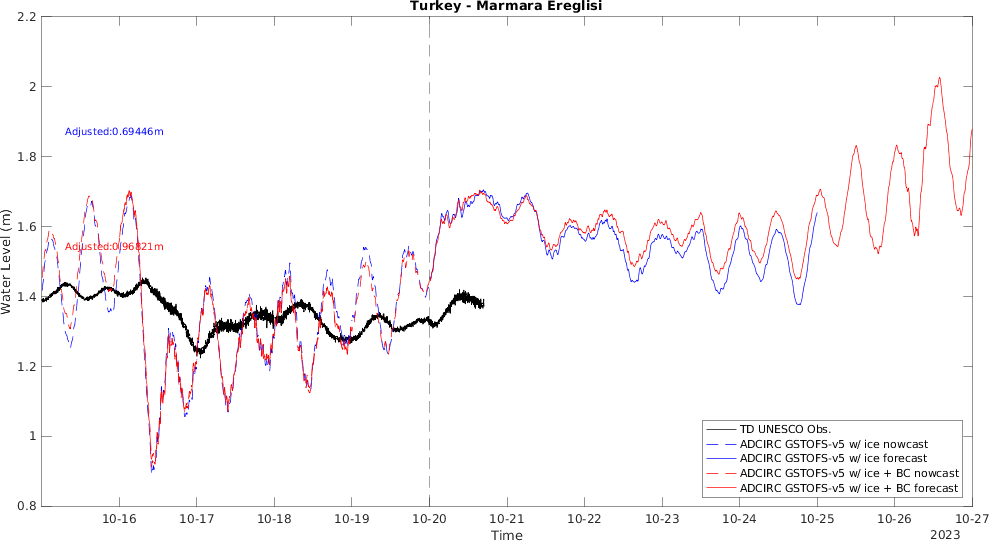 Turkey - Marmara Ereglisi
Water Level (m)
2.2
2
1.8
1.6
1.4
1.2
1
0.8
Adjusted:0.69446m
Adjusted:0.96821m
TD UNESCO Obs.
ADCIRC GSTOFS-v5 w/ ice nowcast
ADCIRC GSTOFS-v5 w/ ice forecast
ADCIRC GSTOFS-v5 w/ ice + BC nowcast
ADCIRC GSTOFS-v5 w/ ice + BC forecast
10-16 10-17 10-18 10-19 10-20 10-21 10-22 10-23 10-24 10-25 10-26 10-27
Time
2023